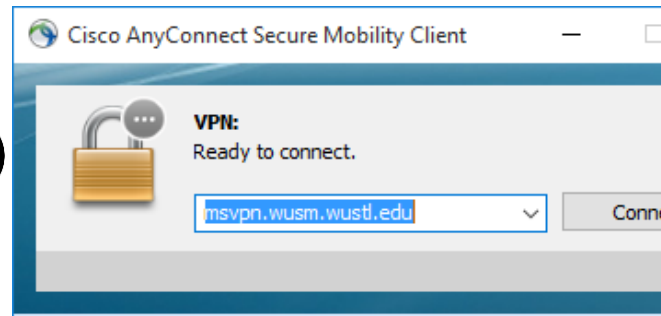 Cisco AnyConnect Secure Mobility Client
VPN:
Ready to connect.
msvpn.wusm.wustl.edu